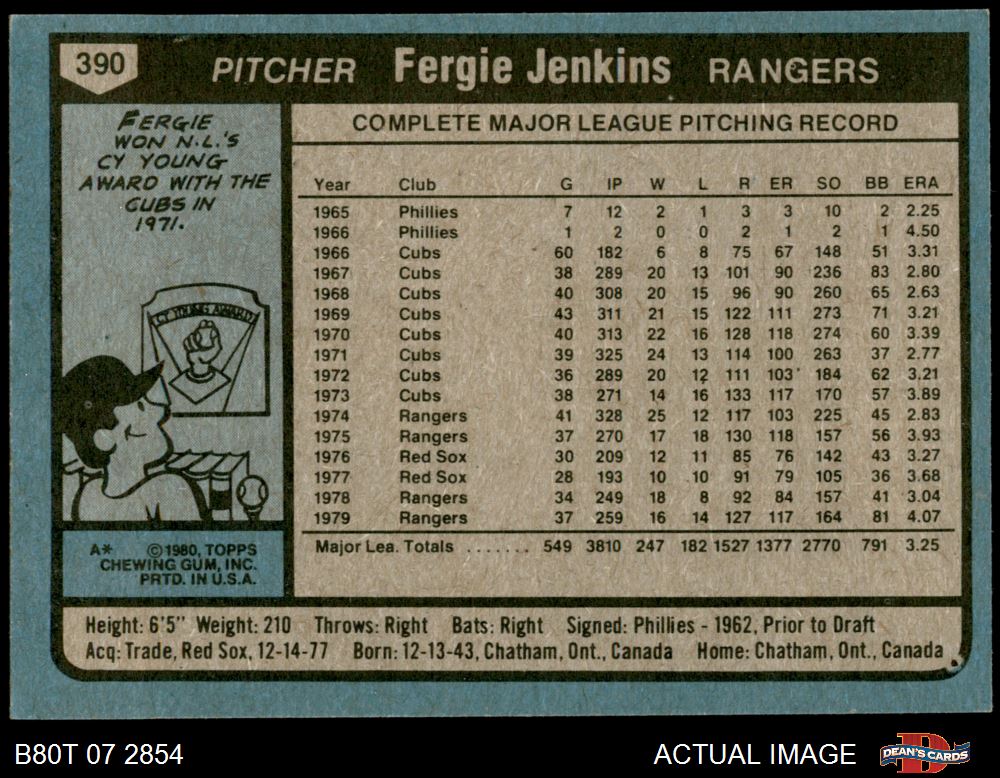 390 PITCHER Fergie Jenkins RANGERS
FERGIE
WON N.L.'S
CY YOUNG
AWARD WITH THE
CUBS IN
1971.
CY YOUNG AWARD
A* ©1980, TOPPS
CHEWING GUM, INC.
PRTD. IN U.S.A.
COMPLETE MAJOR LEAGUE PITCHING RECORD
Year Club G IP W L R ER SO BB ERA
1965 Phillies 7 12 2 1 3 3 10 2 2.25
1966 Phillies 1 2 0 0 2 1 2 1 4.50
1966 Cubs 60 182 6 8 75 67 148 51 3.31
1967 Cubs 38 289 20 13 101 90 236 83 2.80
1968 Cubs 40 308 20 15 96 90 260 65 2.63
1969 Cubs 43 311 21 15 122 111 273 71 3.21
1970 Cubs 40 313 22 16 128 118 274 60 3.39
1971 Cubs 39 325 24 13 114 100 263 37 2.77
1972 Cubs 36 289 20 12 111 103 184 62 3.21
1973 Cubs 38 271 14 16 133 117 170 57 3.89
1974 Rangers 41 328 25 12 117 103 225 45 2.83
1975 Rangers 37 270 17 18 130 118 157 56 3.93
1976 Red Sox 30 209 12 11 85 76 142 43 3.27
1977 Red Sox 28 193 10 10 91 79 105 36 3.68
1978 Rangers 34 249 18 8 92 84 157 41 3.04
1979 Rangers 37 259 16 14 127 117 164 81 4.07
Major Lea. Totals ....... 549 3810 247 182 1527 1377 2770 791 3.25
Height: 6'5" Weight: 210 Throws: Right Bats: Right Signed: Phillies - 1962, Prior to Draft
Acq: Trade, Red Sox, 12-14-77 Born: 12-13-43, Chatham, Ont., Canada Home: Chatham, Ont., Canada
B80T 07 2854 ACTUAL IMAGE DEAN'S CARDS